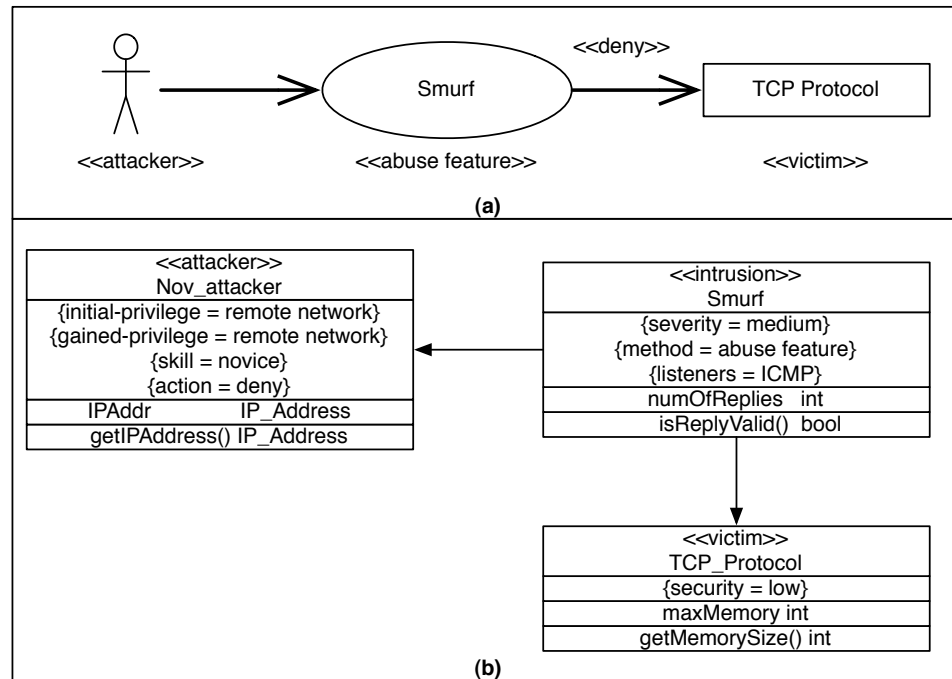 <<deny>>
Smurf
TCP Protocol
<<attacker>>
<<abuse feature>>
<<victim>>
(a)
<<attacker>>
Nov_attacker
{initial-privilege = remote network}
{gained-privilege = remote network}
{skill = novice}
{action = deny}
IPAddr IP_Address
getIPAddress() IP_Address
<<intrusion>>
Smurf
{severity = medium}
{method = abuse feature}
{listeners = ICMP}
numOfReplies int
isReplyValid() bool
<<victim>>
TCP_Protocol
{security = low}
maxMemory int
getMemorySize() int
(b)